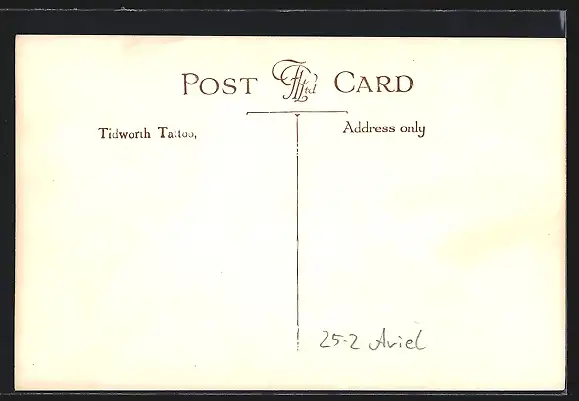 POST CARD
Tidworth Tattoo,
Address only
25-2 Ariel